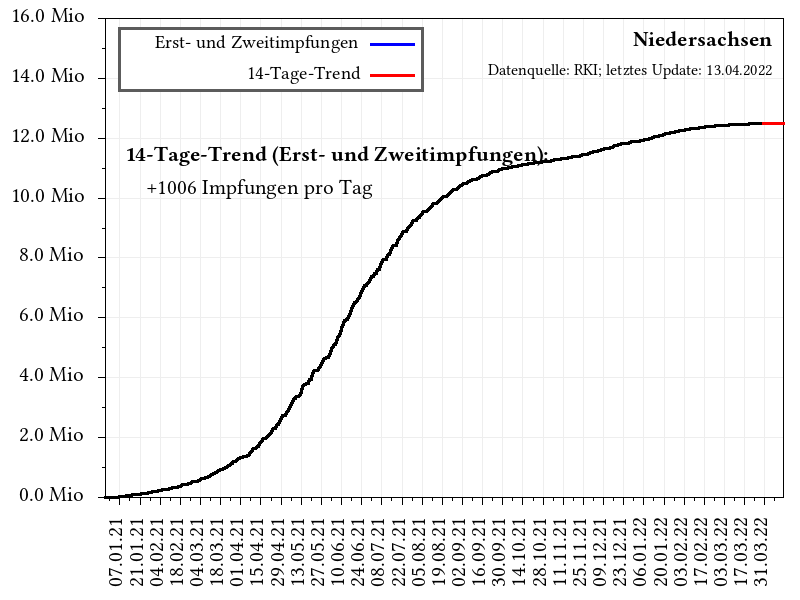 16.0 Mio
14.0 Mio
12.0 Mio
10.0 Mio
8.0 Mio
6.0 Mio
4.0 Mio
2.0 Mio
0.0 Mio
Erst- und Zweitimpfungen
14-Tage-Trend
Niedersachsen
Datenquelle: RKI; letztes Update: 13.04.2022
14-Tage-Trend (Erst- und Zweitimpfungen):
+1006 Impfungen pro Tag
07.01.21
21.01.21
04.02.21
18.02.21
04.03.21
18.03.21
01.04.21
15.04.21
29.04.21
13.05.21
27.05.21
10.06.21
24.06.21
08.07.21
22.07.21
05.08.21
19.08.21
02.09.21
16.09.21
30.09.21
14.10.21
28.10.21
11.11.21
25.11.21
09.12.21
23.12.21
06.01.22
20.01.22
03.02.22
17.02.22
03.03.22
17.03.22
31.03.22